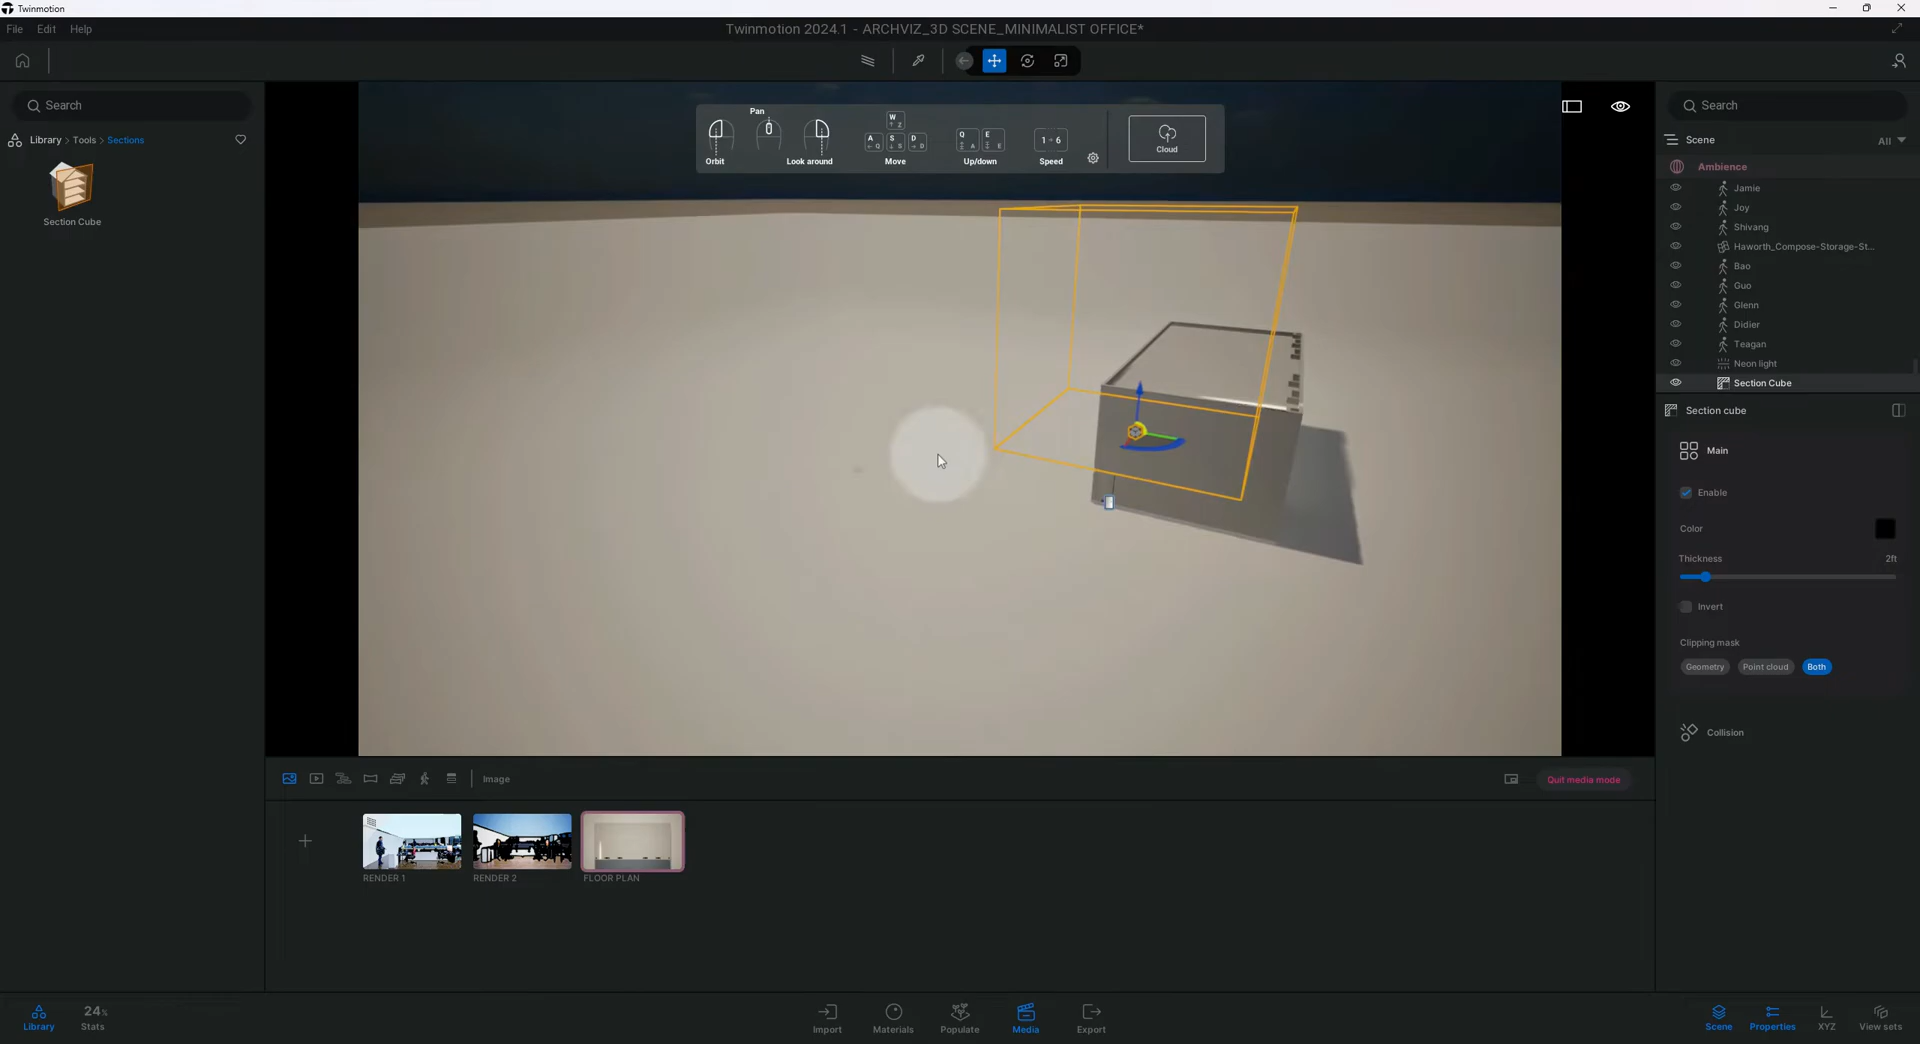 Twinmotion
File Edit Help
Twinmotion 2024.1 - ARCHVIZ_3D SCENE_MINIMALIST OFFICE*
Search
Library > Tools > Sections
Section Cube
Pan
Orbit
Look around
W
Z
A
Q
S
S
D
D
Move
Q
A
E
E
Up/down
1 6
Speed
Cloud
Search
Scene
All
Ambience
Jamie
Joy
Shivang
Haworth_Compose-Storage-St...
Bao
Guo
Glenn
Didier
Teagan
Neon light
Section Cube
Section cube
Main
Enable
Color
Thickness 2ft
Invert
Clipping mask
Geometry Point cloud Both
Collision
Image
Quit media mode
RENDER 1
RENDER 2
FLOOR PLAN
Library
24%
Stats
Import
Materials
Populate
Media
Export
Scene
Properties
XYZ
View sets